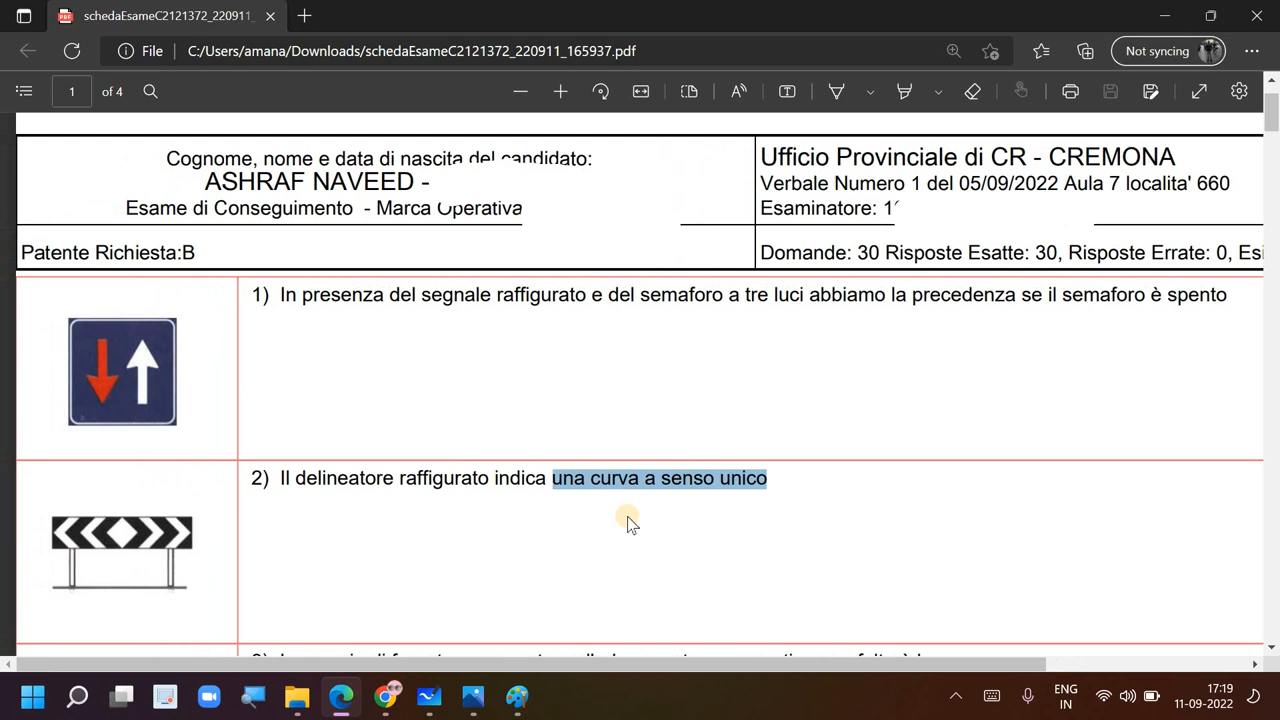 schedaEsameC2121372_220911_
File
C:/Users/amana/Downloads/schedaEsameC2121372_220911_165937.pdf
Not syncing
1 of 4
Cognome, nome e data di nascita del candidato:
ASHRAF NAVEED -
Esame di Conseguimento - Marca Operativa
Patente Richiesta:B
Ufficio Provinciale di CR - CREMONA
Verbale Numero 1 del 05/09/2022 Aula 7 localita' 660
Esaminatore:
Domande: 30 Risposte Esatte: 30, Risposte Errate: 0, Esi
1) In presenza del segnale raffigurato e del semaforo a tre luci abbiamo la precedenza se il semaforo è spento
2) Il delineatore raffigurato indica una curva a senso unico
ENG
IN
17:19
11-09-2022